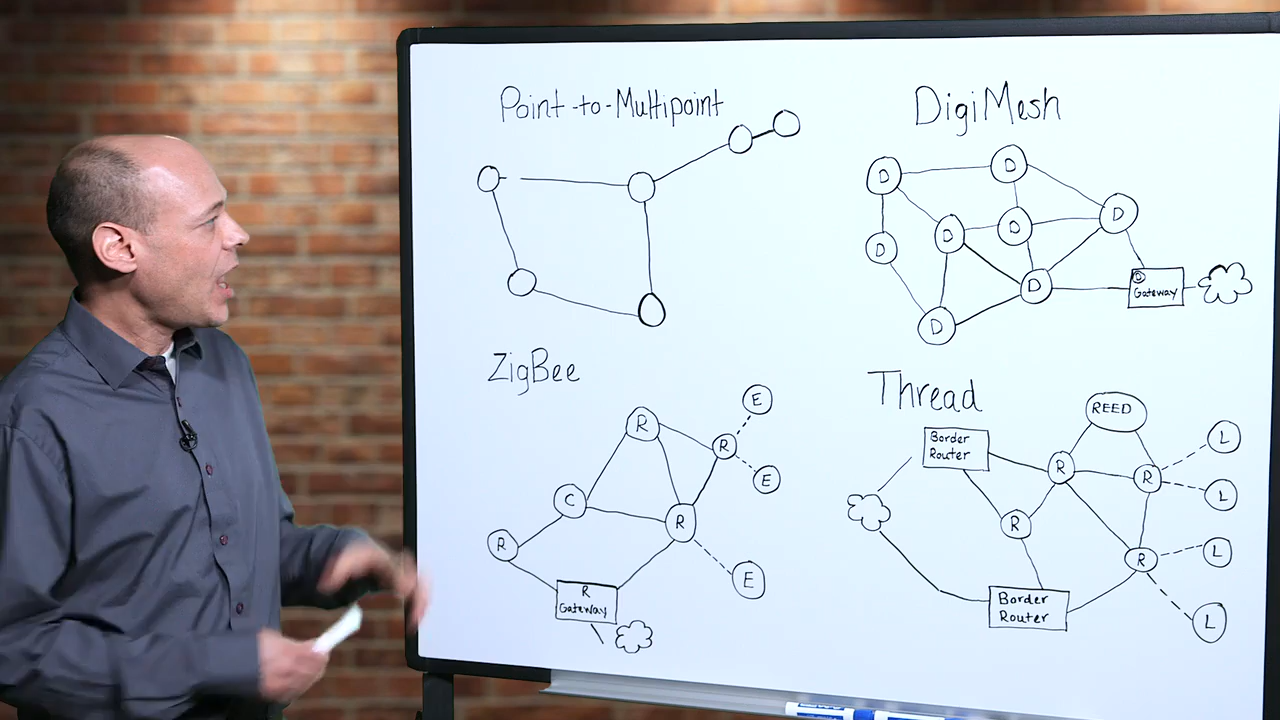 Point-to-Multipoint
DigiMesh
D
D
D
D
D
D
D
D
D
D
Gateway
ZigBee
E
R
R
E
C
R
R
E
R
Gateway
Thread
REED
Border
Router
L
R
R
L
R
L
R
Border
Router
L